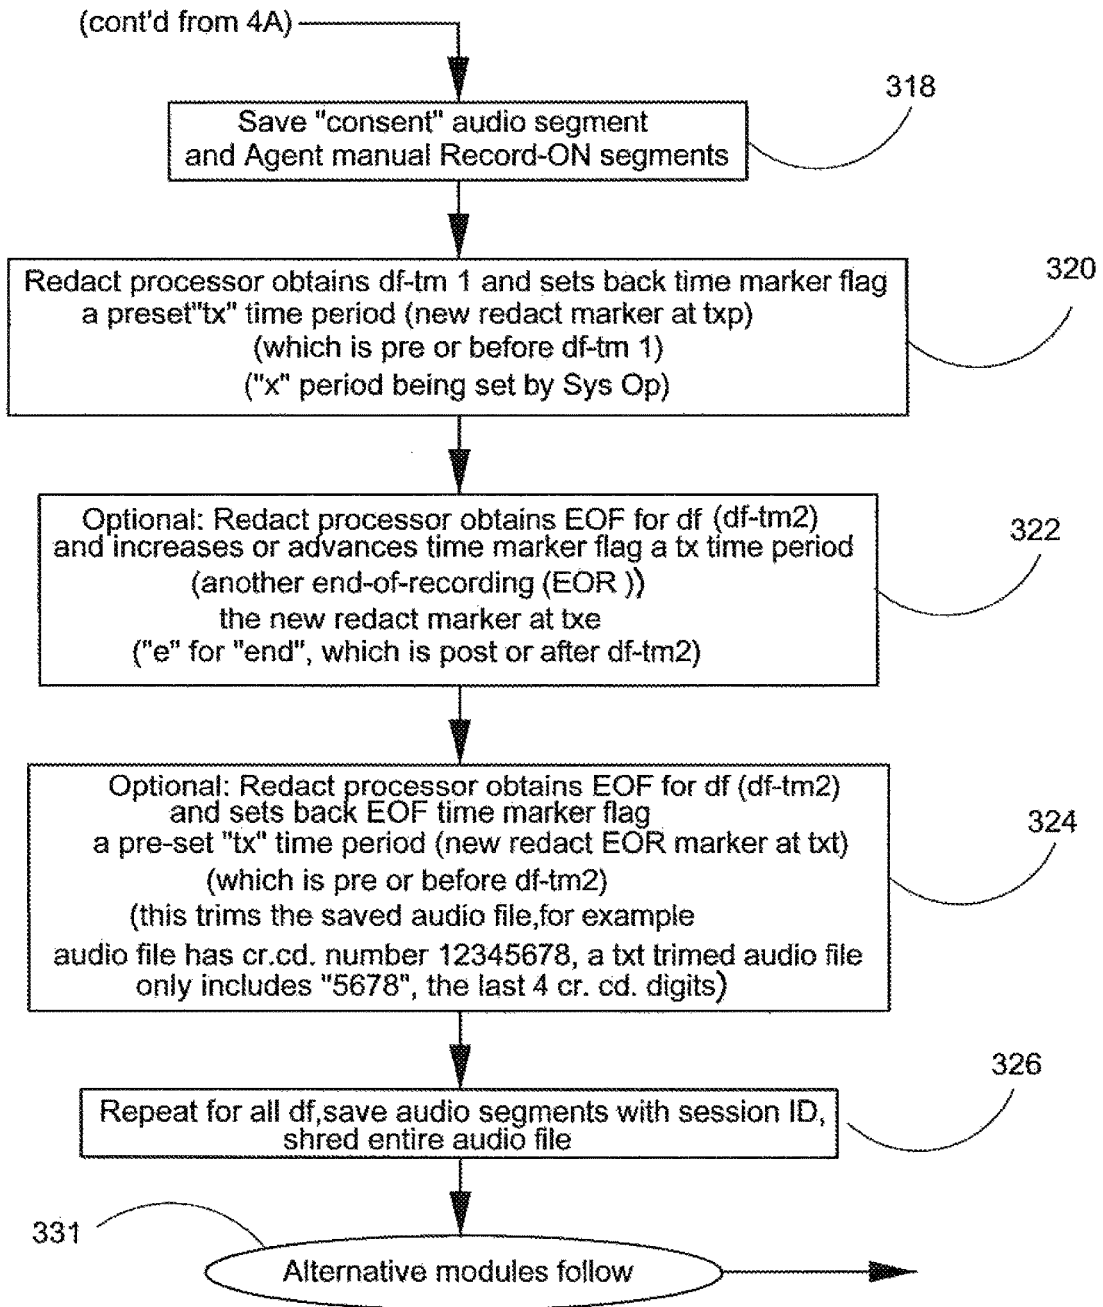 (cont'd from 4A)
318
Save "consent" audio segment
and Agent manual Record-ON segments
320
Redact processor obtains df-tm 1 and sets back time marker flag
a preset"tx" time period (new redact marker at txp)
(which is pre or before df-tm 1)
("x" period being set by Sys Op)
322
Optional: Redact processor obtains EOF for df (df-tm2)
and increases or advances time marker flag a tx time period
(another end-of-recording (EOR ))
the new redact marker at txe
("e" for "end", which is post or after df-tm2)
324
Optional: Redact processor obtains EOF for df (df-tm2)
and sets back EOF time marker flag
a pre-set "tx" time period (new redact EOR marker at txt)
(which is pre or before df-tm2)
(this trims the saved audio file,for example
audio file has cr.cd. number 12345678, a txt trimed audio file
only includes "5678", the last 4 cr. cd. digits)
326
Repeat for all df,save audio segments with session ID,
shred entire audio file
331
Alternative modules follow